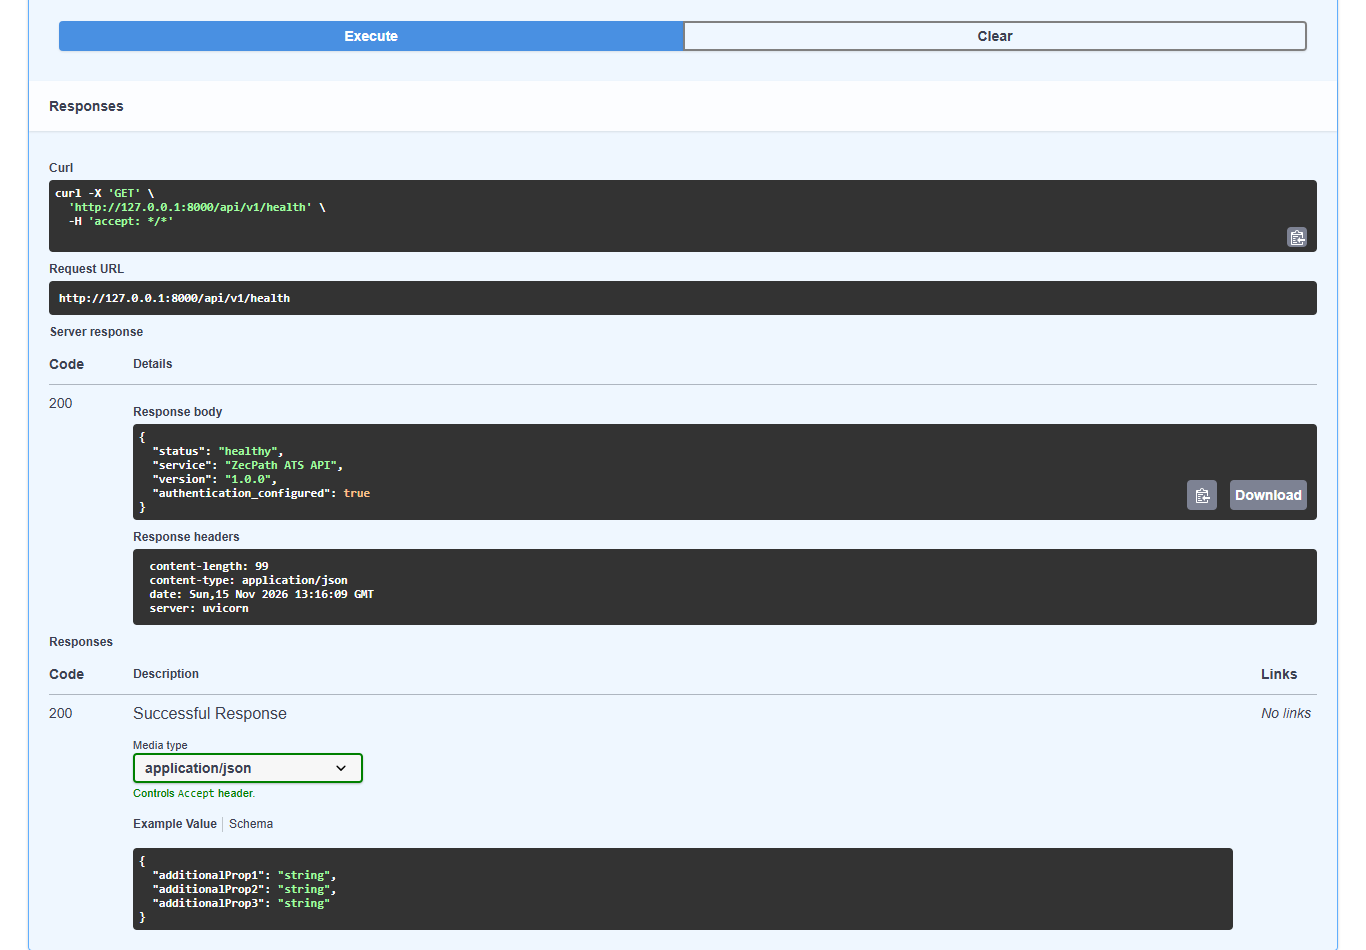 Execute
Clear
Responses
Curl
curl -X 'GET' \
  'http://127.0.0.1:8000/api/v1/health' \
  -H 'accept: */*'
Request URL
http://127.0.0.1:8000/api/v1/health
Server response
Code Details
200
Response body
{
  "status": "healthy",
  "service": "ZecPath ATS API",
  "version": "1.0.0",
  "authentication_configured": true
}
Download
Response headers
content-length: 99
content-type: application/json
date: Sun,15 Nov 2026 13:16:09 GMT
server: uvicorn
Responses
Code Description Links
200 Successful Response No links
Media type
application/json
Controls Accept header.
Example Value Schema
{
  "additionalProp1": "string",
  "additionalProp2": "string",
  "additionalProp3": "string"
}